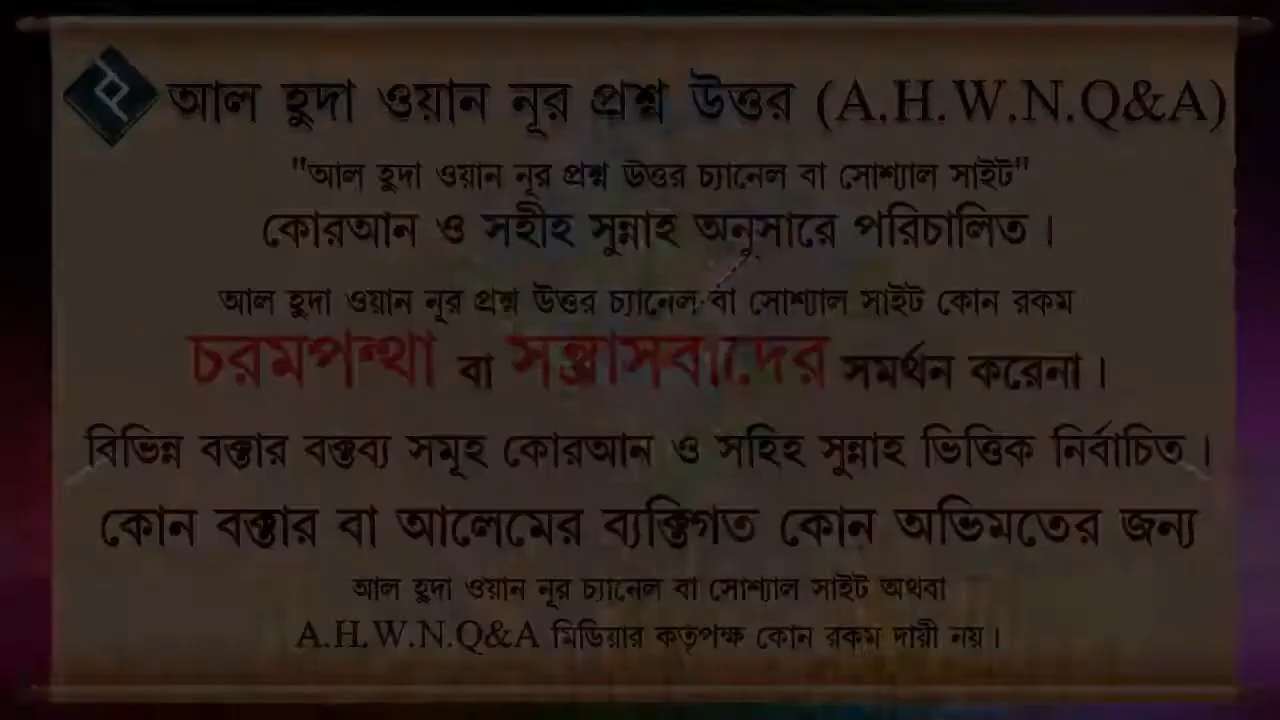 আল হুদা ওয়ান নূর প্রশ্ন উত্তর (A.H.W.N.Q&A)
"আল হুদা ওয়ান নূর প্রশ্ন উত্তর চ্যানেল বা সোশ্যাল সাইট"
কোরআন ও সহীহ সুন্নাহ অনুসারে পরিচালিত।
আল হুদা ওয়ান নূর প্রশ্ন উত্তর চ্যানেল বা সোশ্যাল সাইট কোন রকম
চরমপন্থা বা সন্ত্রাসবাদের সমর্থন করেনা।
বিভিন্ন বক্তার বক্তব্য সমূহ কোরআন ও সহিহ সুন্নাহ ভিত্তিক নির্বাচিত।
কোন বক্তার বা আলেমের ব্যক্তিগত কোন অভিমতের জন্য
আল হুদা ওয়ান নূর চ্যানেল বা সোশ্যাল সাইট অথবা
A.H.W.N.Q&A মিডিয়ার কতৃপক্ষ কোন রকম দায়ী নয়।